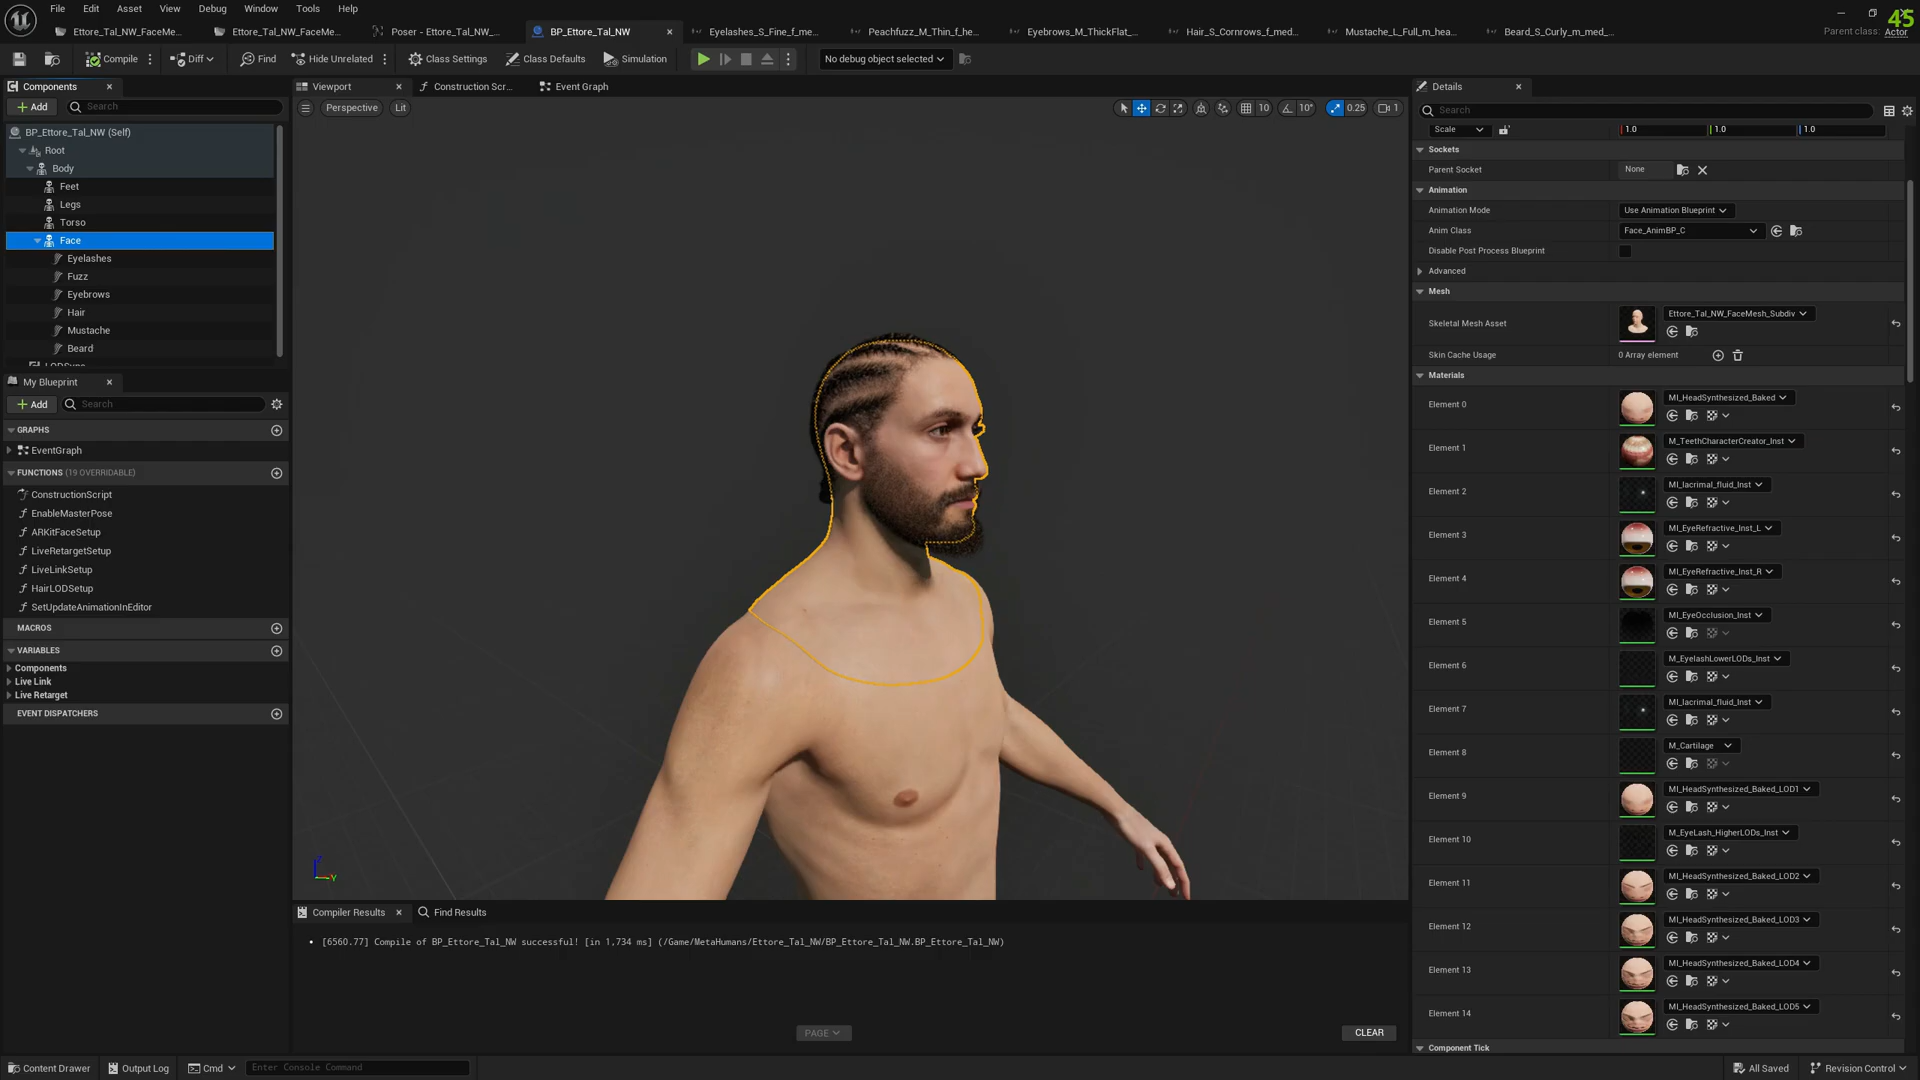 File Edit Asset View Debug Window Tools Help
45
Ettore_Tal_NW_FaceMe... Ettore_Tal_NW_FaceMe... Poser - Ettore_Tal_NW_... BP_Ettore_Tal_NW Eyelashes_S_Fine_f_me... Peachfuzz_M_Thin_f_he... Eyebrows_M_ThickFlat_... Hair_S_Cornrows_f_med... Mustache_L_Full_m_hea... Beard_S_Curly_m_med_... Parent class: Actor
Compile Diff Find Hide Unrelated Class Settings Class Defaults Simulation No debug object selected
Components
Add Search
BP_Ettore_Tal_NW (Self)
Root
Body
Feet
Legs
Torso
Face
Eyelashes
Fuzz
Eyebrows
Hair
Mustache
Beard
My Blueprint
Add Search
GRAPHS
EventGraph
FUNCTIONS (19 OVERRIDABLE)
ConstructionScript
EnableMasterPose
ARKitFaceSetup
LiveRetargetSetup
LiveLinkSetup
HairLODSetup
SetUpdateAnimationInEditor
MACROS
VARIABLES
Components
Live Link
Live Retarget
EVENT DISPATCHERS
Viewport Construction Scr... Event Graph
Perspective Lit 10 10° 0.25 1
Compiler Results Find Results
[6560.77] Compile of BP_Ettore_Tal_NW successful! [in 1,734 ms] (/Game/MetaHumans/Ettore_Tal_NW/BP_Ettore_Tal_NW.BP_Ettore_Tal_NW)
PAGE CLEAR
Details
Search
Scale 1.0 1.0 1.0
Sockets
Parent Socket None
Animation
Animation Mode Use Animation Blueprint
Anim Class Face_AnimBP_C
Disable Post Process Blueprint
Advanced
Mesh
Skeletal Mesh Asset Ettore_Tal_NW_FaceMesh_Subdiv
Skin Cache Usage 0 Array element
Materials
Element 0 MI_HeadSynthesized_Baked
Element 1 M_TeethCharacterCreator_Inst
Element 2 MI_lacrimal_fluid_Inst
Element 3 MI_EyeRefractive_Inst_L
Element 4 MI_EyeRefractive_Inst_R
Element 5 MI_EyeOcclusion_Inst
Element 6 M_EyelashLowerLODs_Inst
Element 7 MI_lacrimal_fluid_Inst
Element 8 M_Cartilage
Element 9 MI_HeadSynthesized_Baked_LOD1
Element 10 M_EyeLash_HigherLODs_Inst
Element 11 MI_HeadSynthesized_Baked_LOD2
Element 12 MI_HeadSynthesized_Baked_LOD3
Element 13 MI_HeadSynthesized_Baked_LOD4
Element 14 MI_HeadSynthesized_Baked_LOD5
Component Tick
Content Drawer Output Log Cmd Enter Console Command All Saved Revision Control